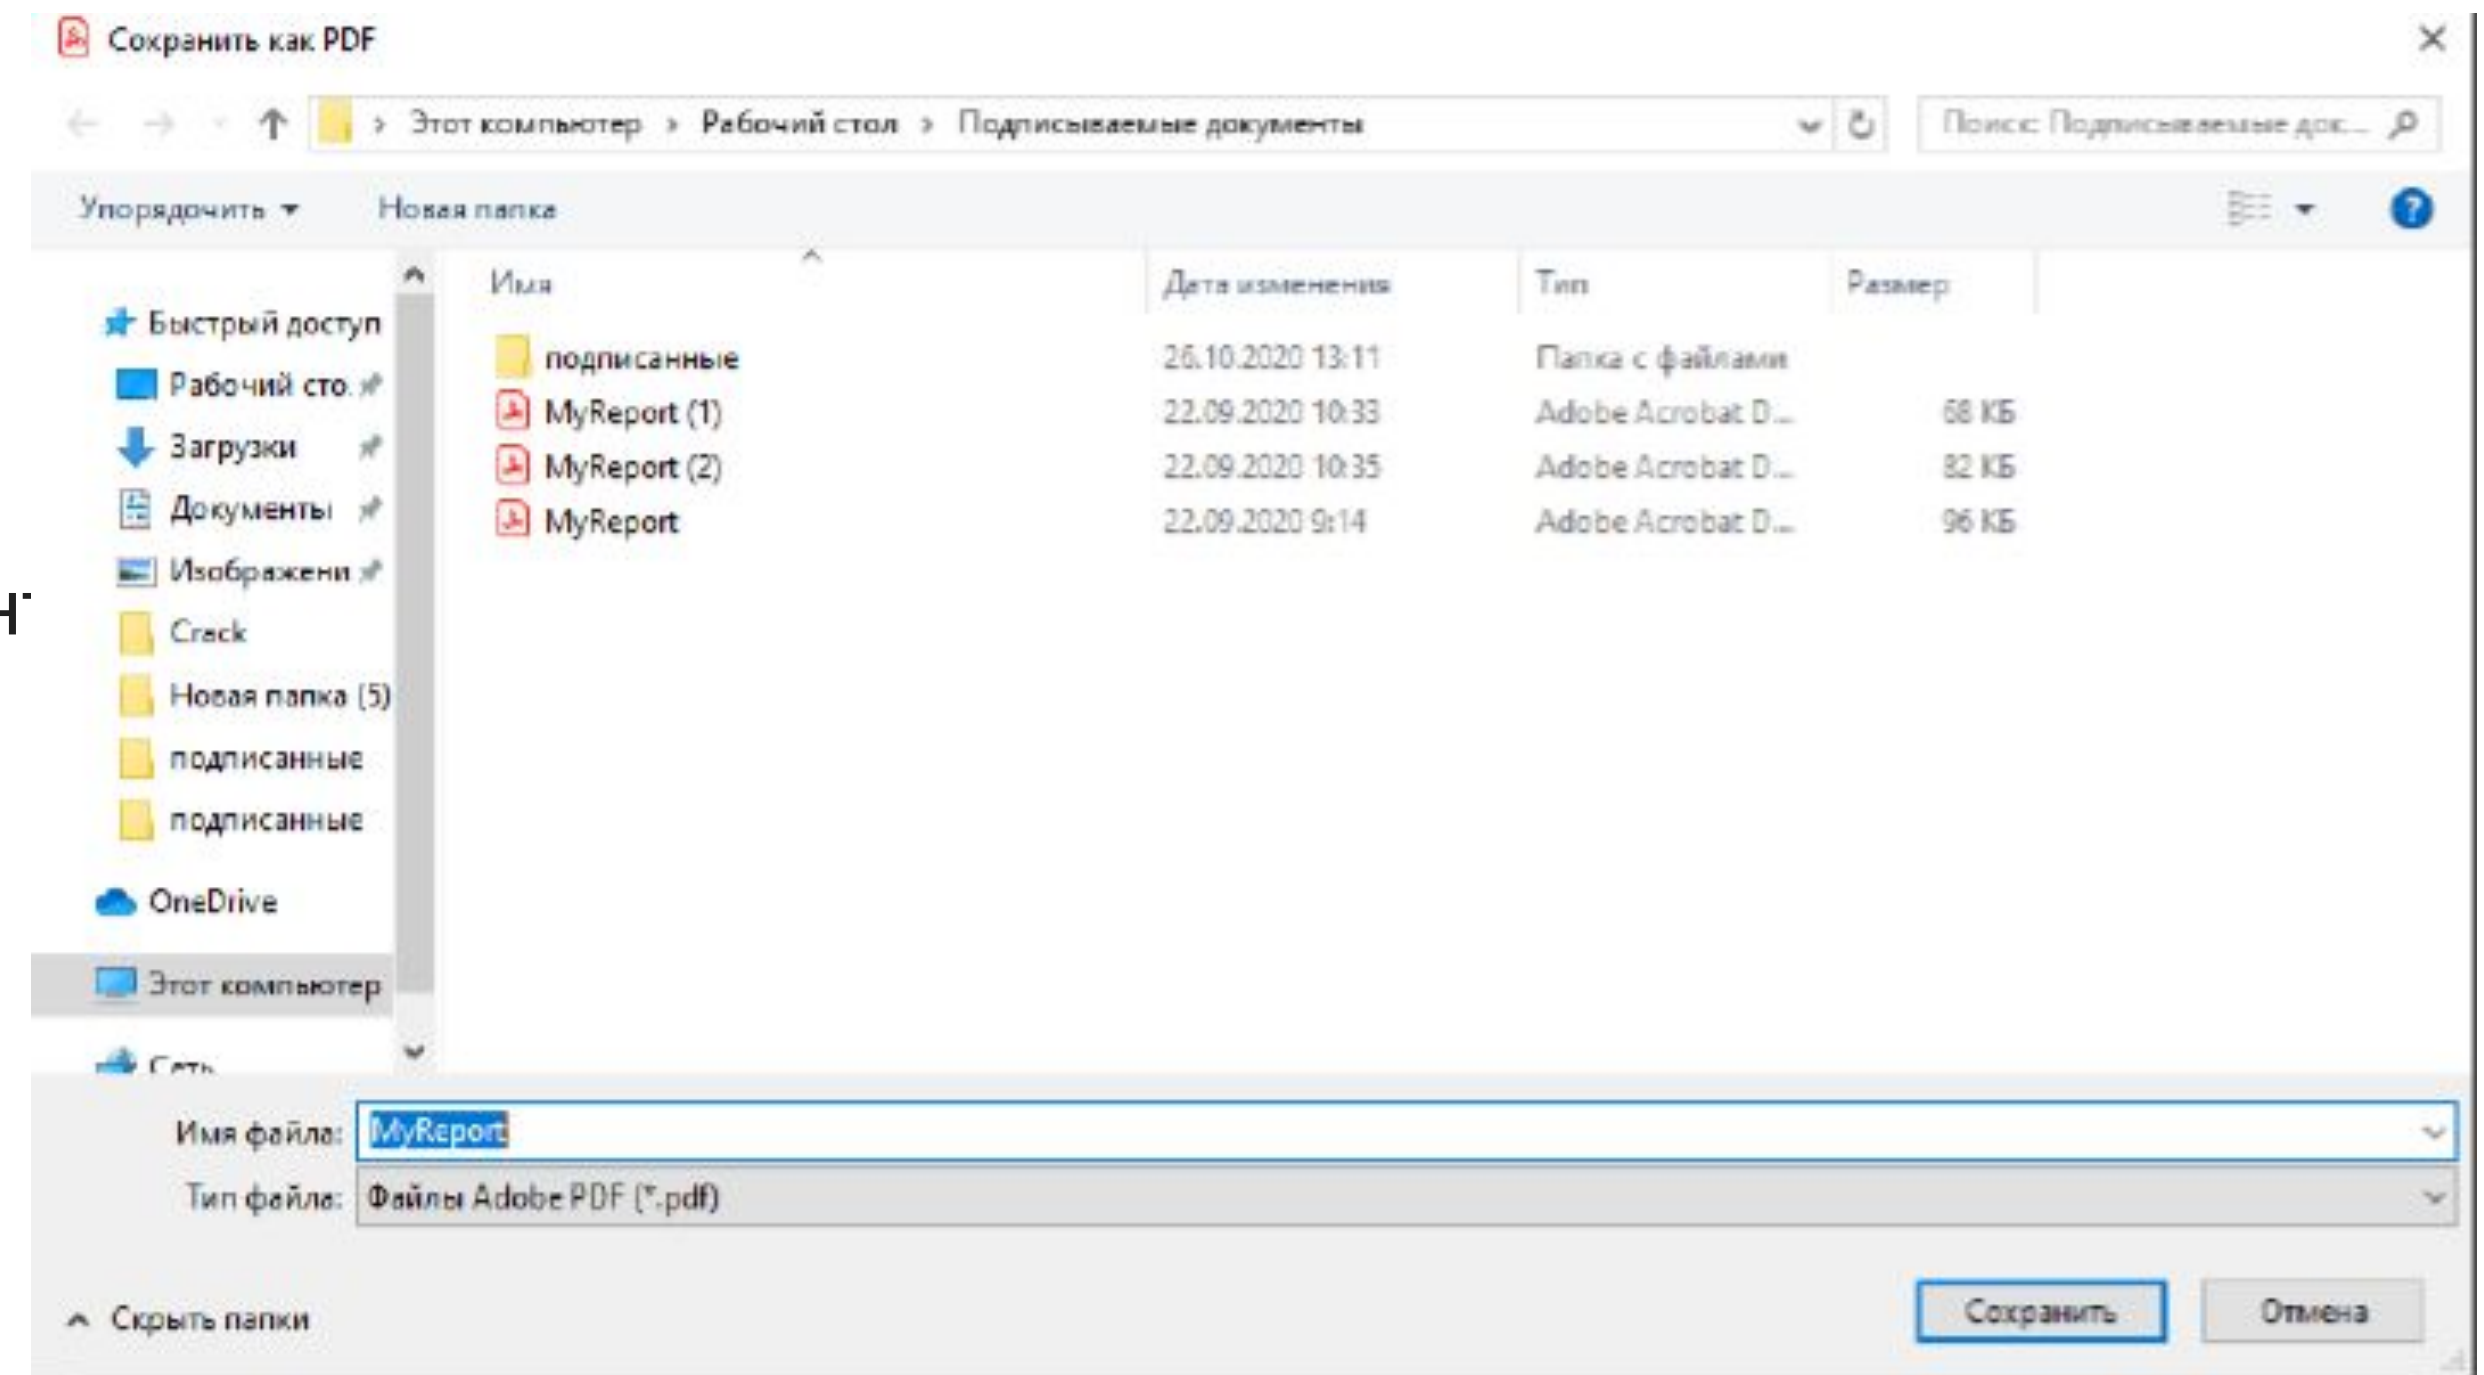 Сохранить как PDF
Этот компьютер › Рабочий стол › Подписываемые документы
Поиск: Подписываемые док...
Упорядочить Новая папка
Имя Дата изменения Тип Размер
Быстрый доступ
Рабочий сто.
Загрузки
Документы
Изображени
Crack
Новая папка (5)
подписанные
подписанные
OneDrive
Этот компьютер
Сеть
подписанные 26.10.2020 13:11 Папка с файлами
MyReport (1) 22.09.2020 10:33 Adobe Acrobat D... 68 КБ
MyReport (2) 22.09.2020 10:35 Adobe Acrobat D... 82 КБ
MyReport 22.09.2020 9:14 Adobe Acrobat D... 96 КБ
Имя файла: MyReport
Тип файла: Файлы Adobe PDF (*.pdf)
Скрыть папки
Сохранить Отмена